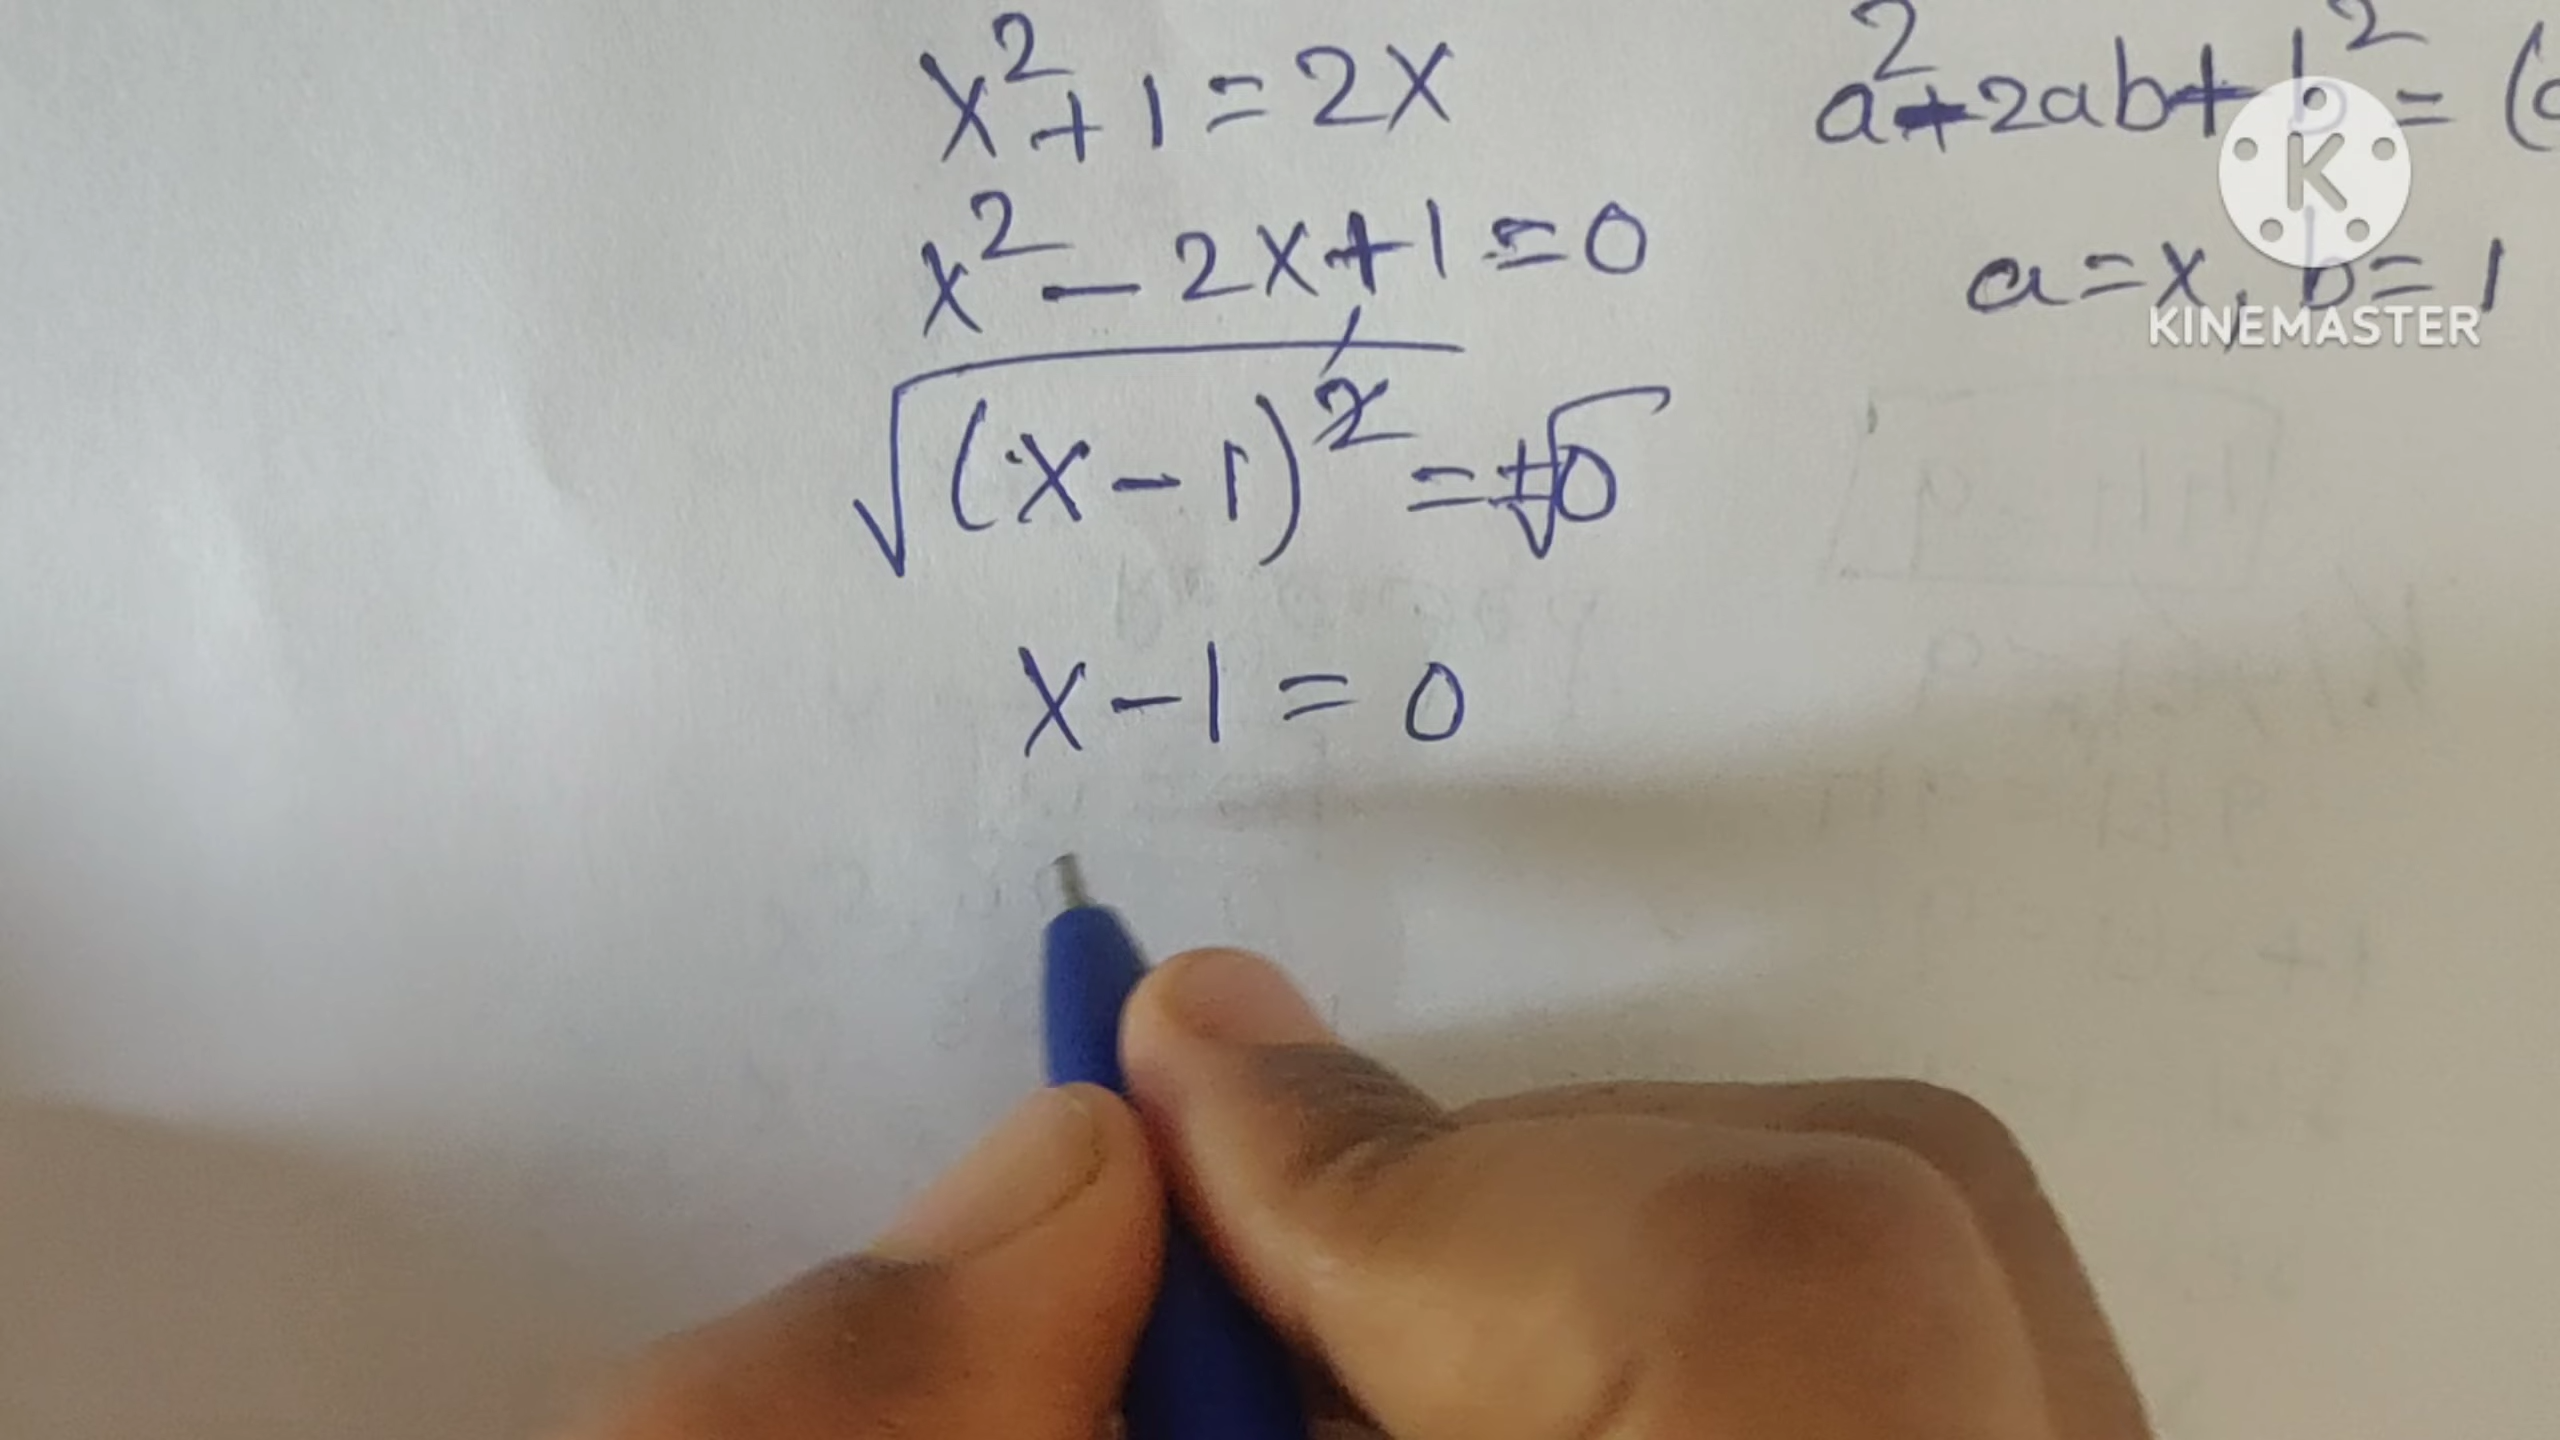 x² + 1 = 2x
x² - 2x + 1 = 0
√(x - 1)² = ±√0
x - 1 = 0
a² - 2ab + b² = (
a = x, b = 1
K
KINEMASTER